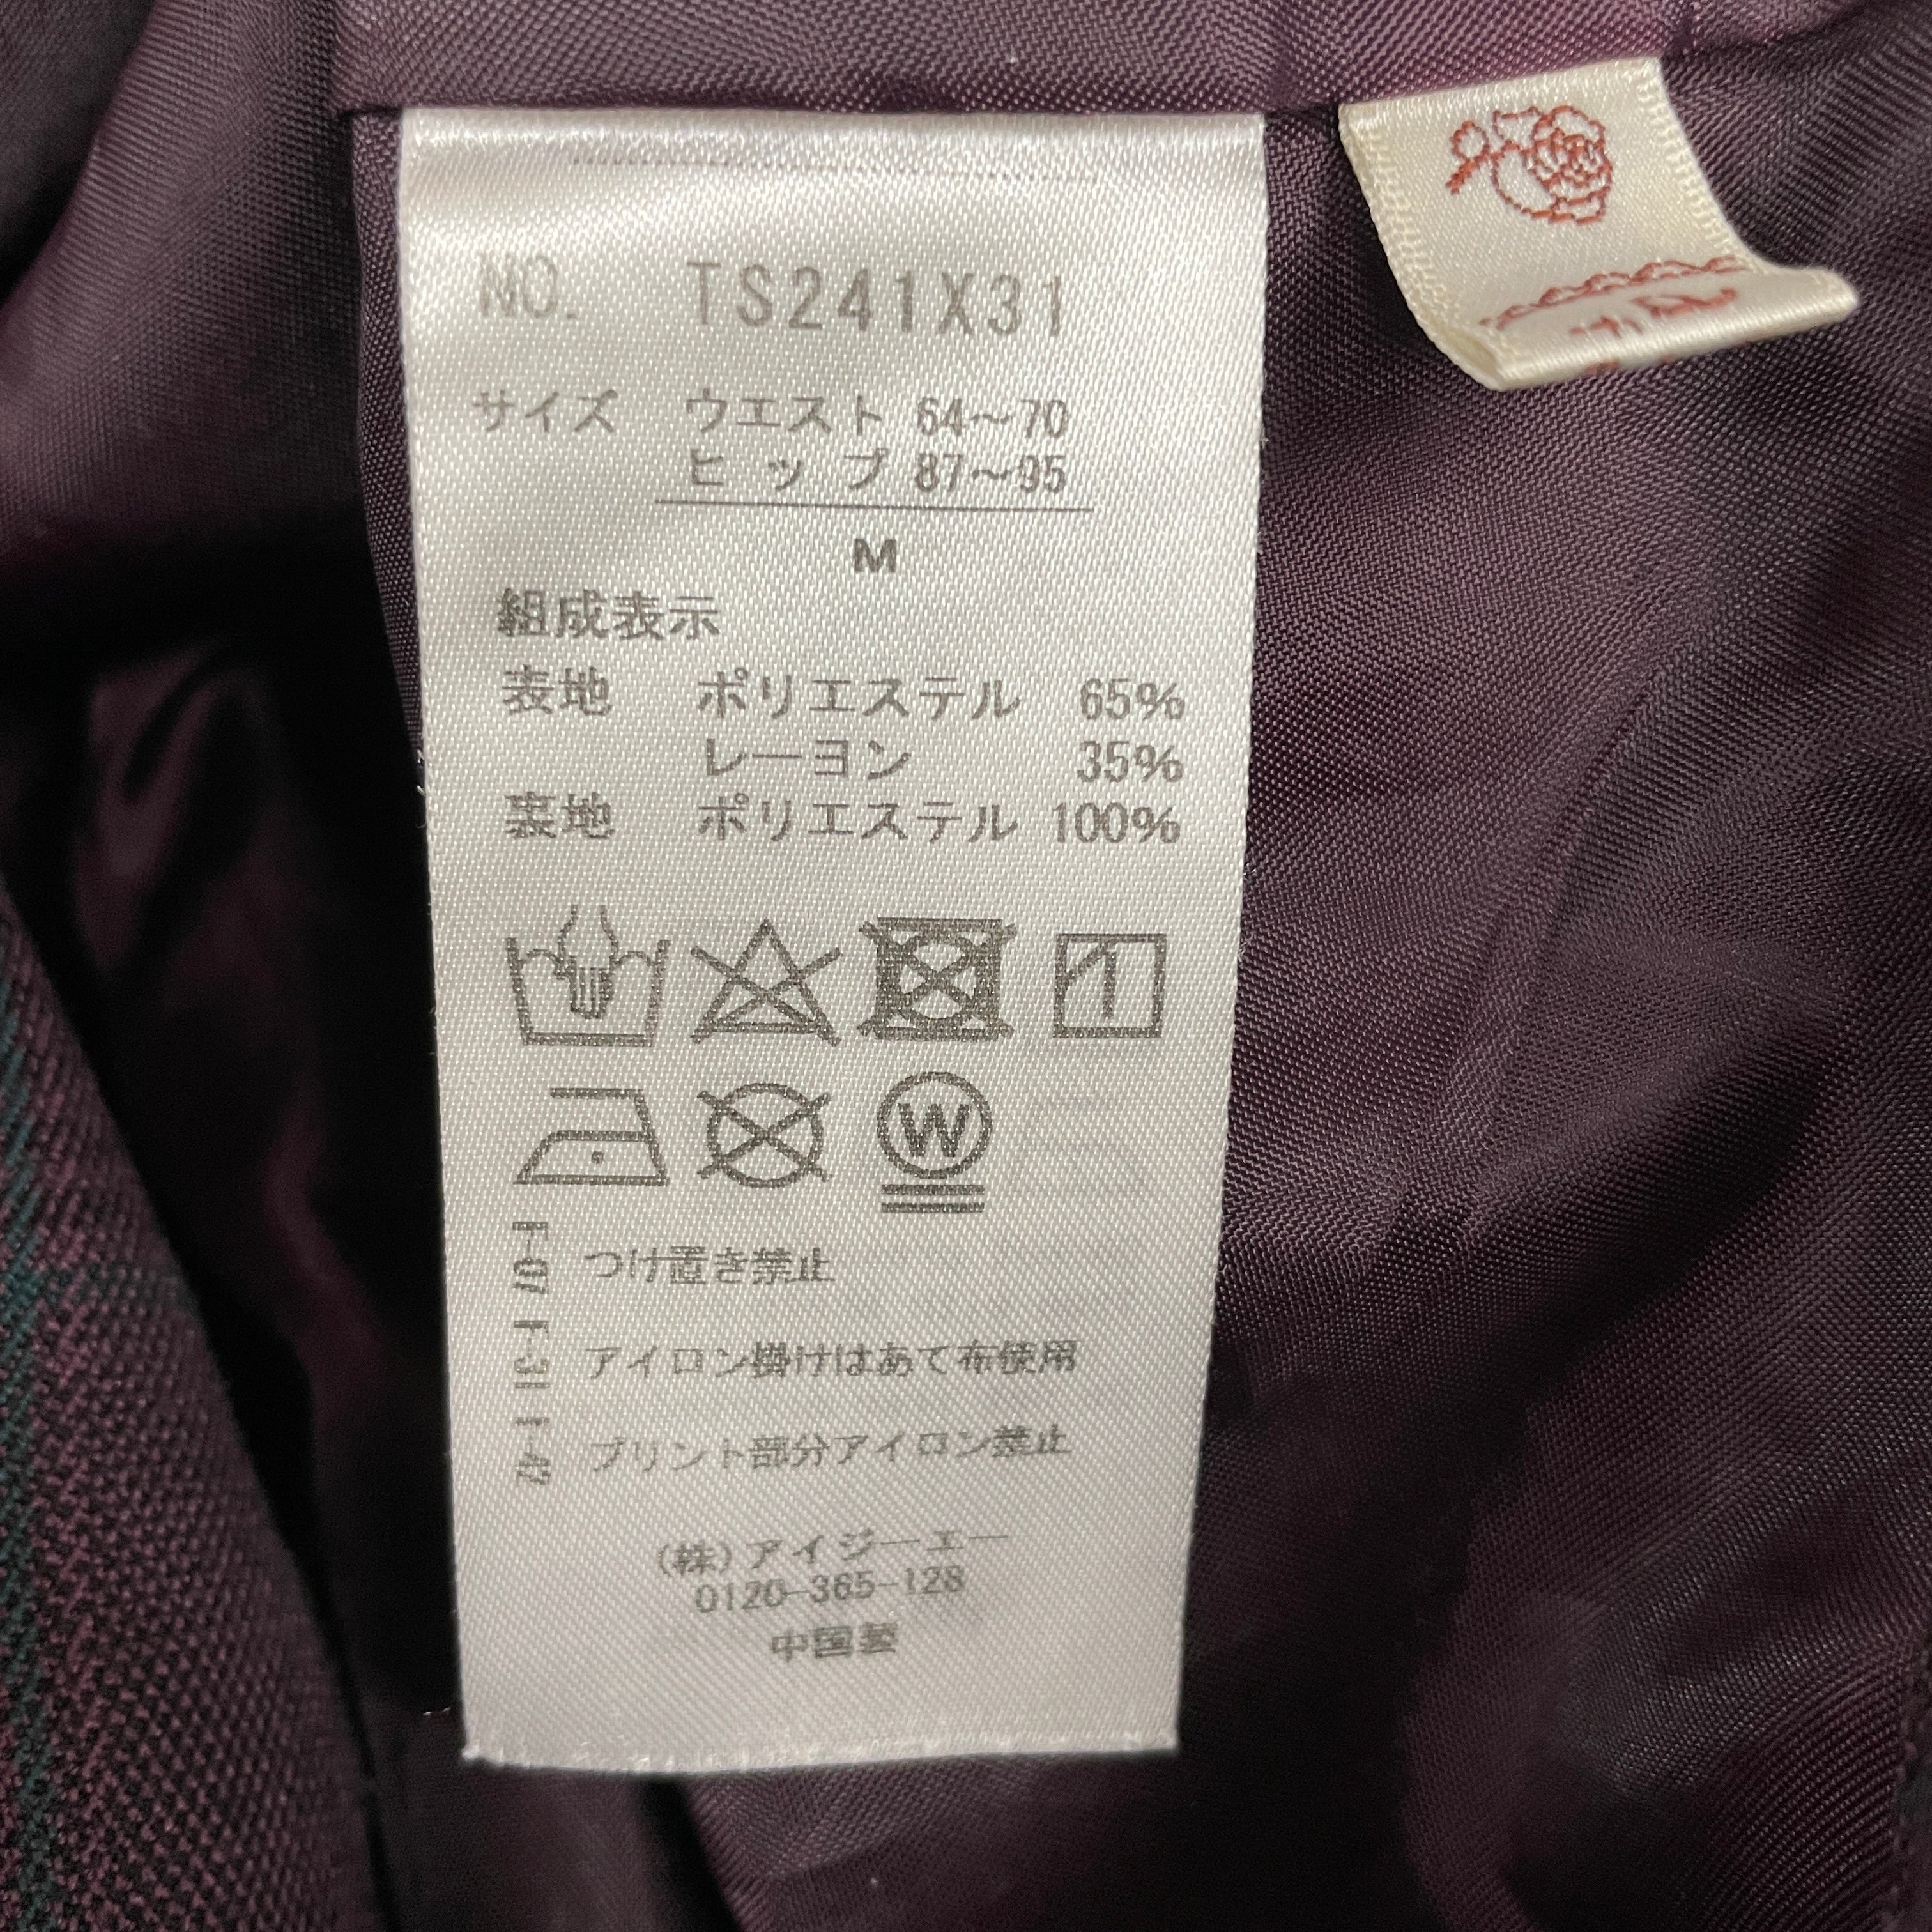 NO. TS241X31
サイズ ウエスト 64～70
ヒップ 87～95
M
組成表示
表地 ポリエステル 65%
レーヨン 35%
裏地 ポリエステル 100%
W
つけ置き禁止
アイロン掛けはあて布使用
プリント部分アイロン禁止
(株)アイジーエー
0120-365-128
中国製